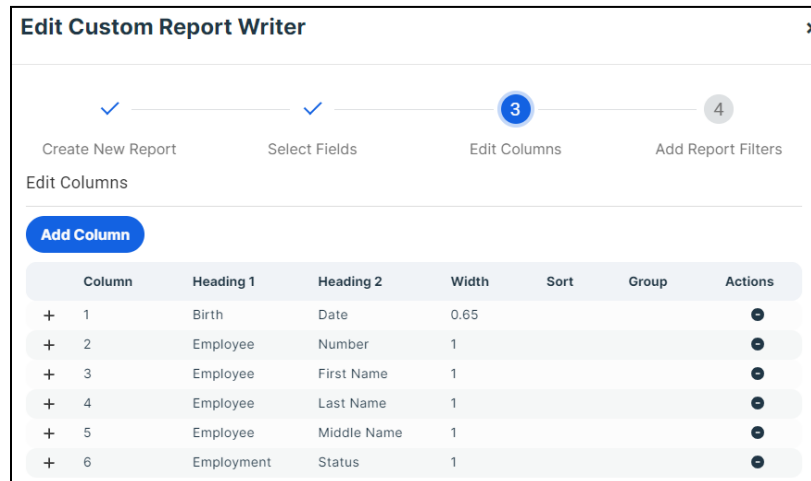 Edit Custom Report Writer
3
4
Create New Report Select Fields Edit Columns Add Report Filters
Edit Columns
Add Column
Column Heading 1 Heading 2 Width Sort Group Actions
+ 1 Birth Date 0.65
+ 2 Employee Number 1
+ 3 Employee First Name 1
+ 4 Employee Last Name 1
+ 5 Employee Middle Name 1
+ 6 Employment Status 1